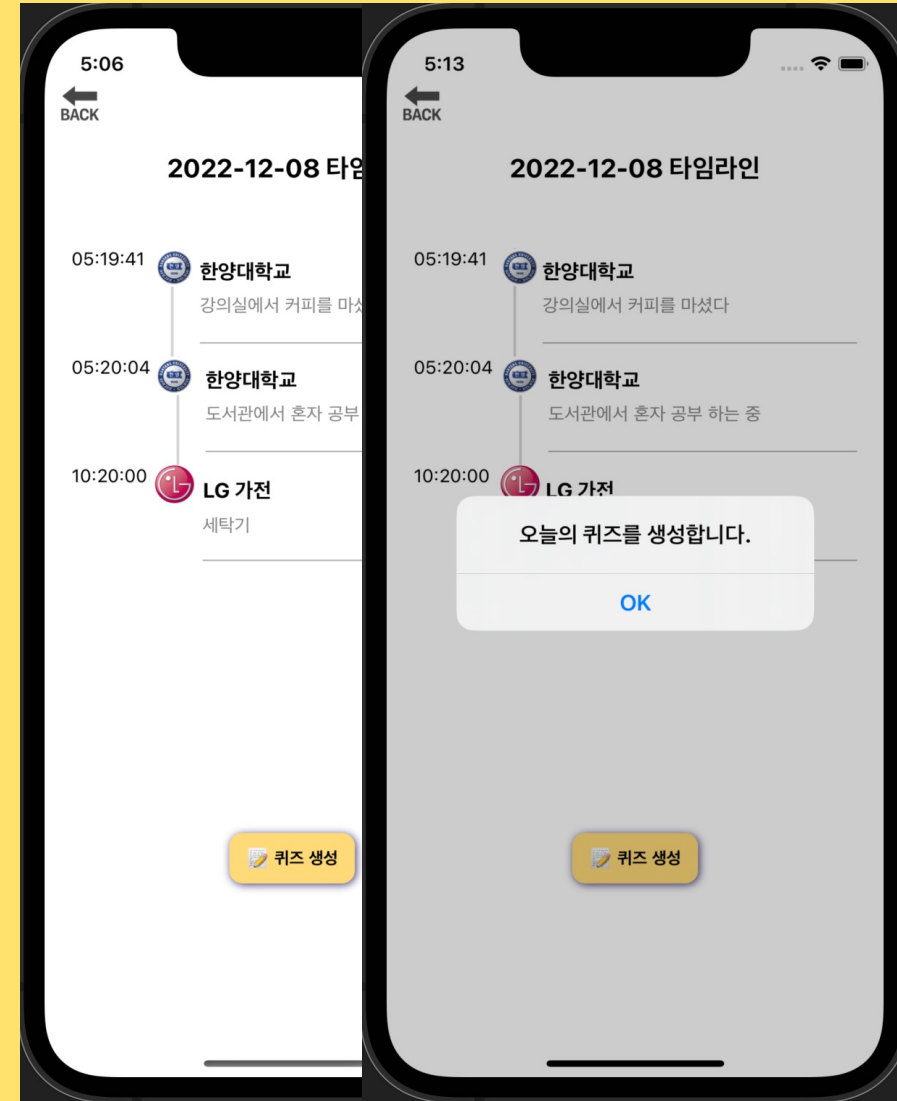 5:06
BACK
2022-12-08 타임
05:19:41
한양대학교
강의실에서 커피를 마셨
05:20:04
한양대학교
도서관에서 혼자 공부
10:20:00
LG 가전
세탁기
퀴즈 생성
5:13
BACK
2022-12-08 타임라인
05:19:41
한양대학교
강의실에서 커피를 마셨다
05:20:04
한양대학교
도서관에서 혼자 공부 하는 중
10:20:00
LG 가전
오늘의 퀴즈를 생성합니다.
OK
퀴즈 생성